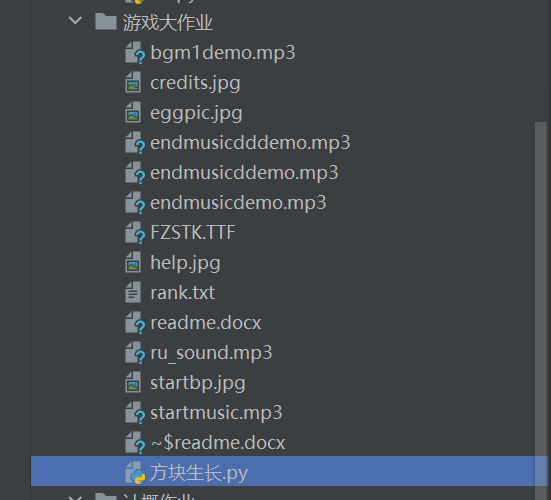 游戏大作业
bgm1demo.mp3
credits.jpg
eggpic.jpg
endmusicdddemo.mp3
endmusicddemo.mp3
endmusicdemo.mp3
FZSTK.TTF
help.jpg
rank.txt
readme.docx
ru_sound.mp3
startbp.jpg
startmusic.mp3
~$readme.docx
方块生长.py